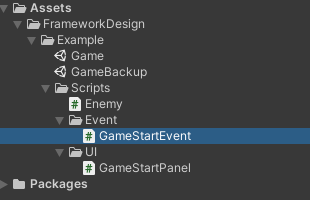 Assets
FrameworkDesign
Example
Game
GameBackup
Scripts
# Enemy
Event
# GameStartEvent
UI
# GameStartPanel
Packages